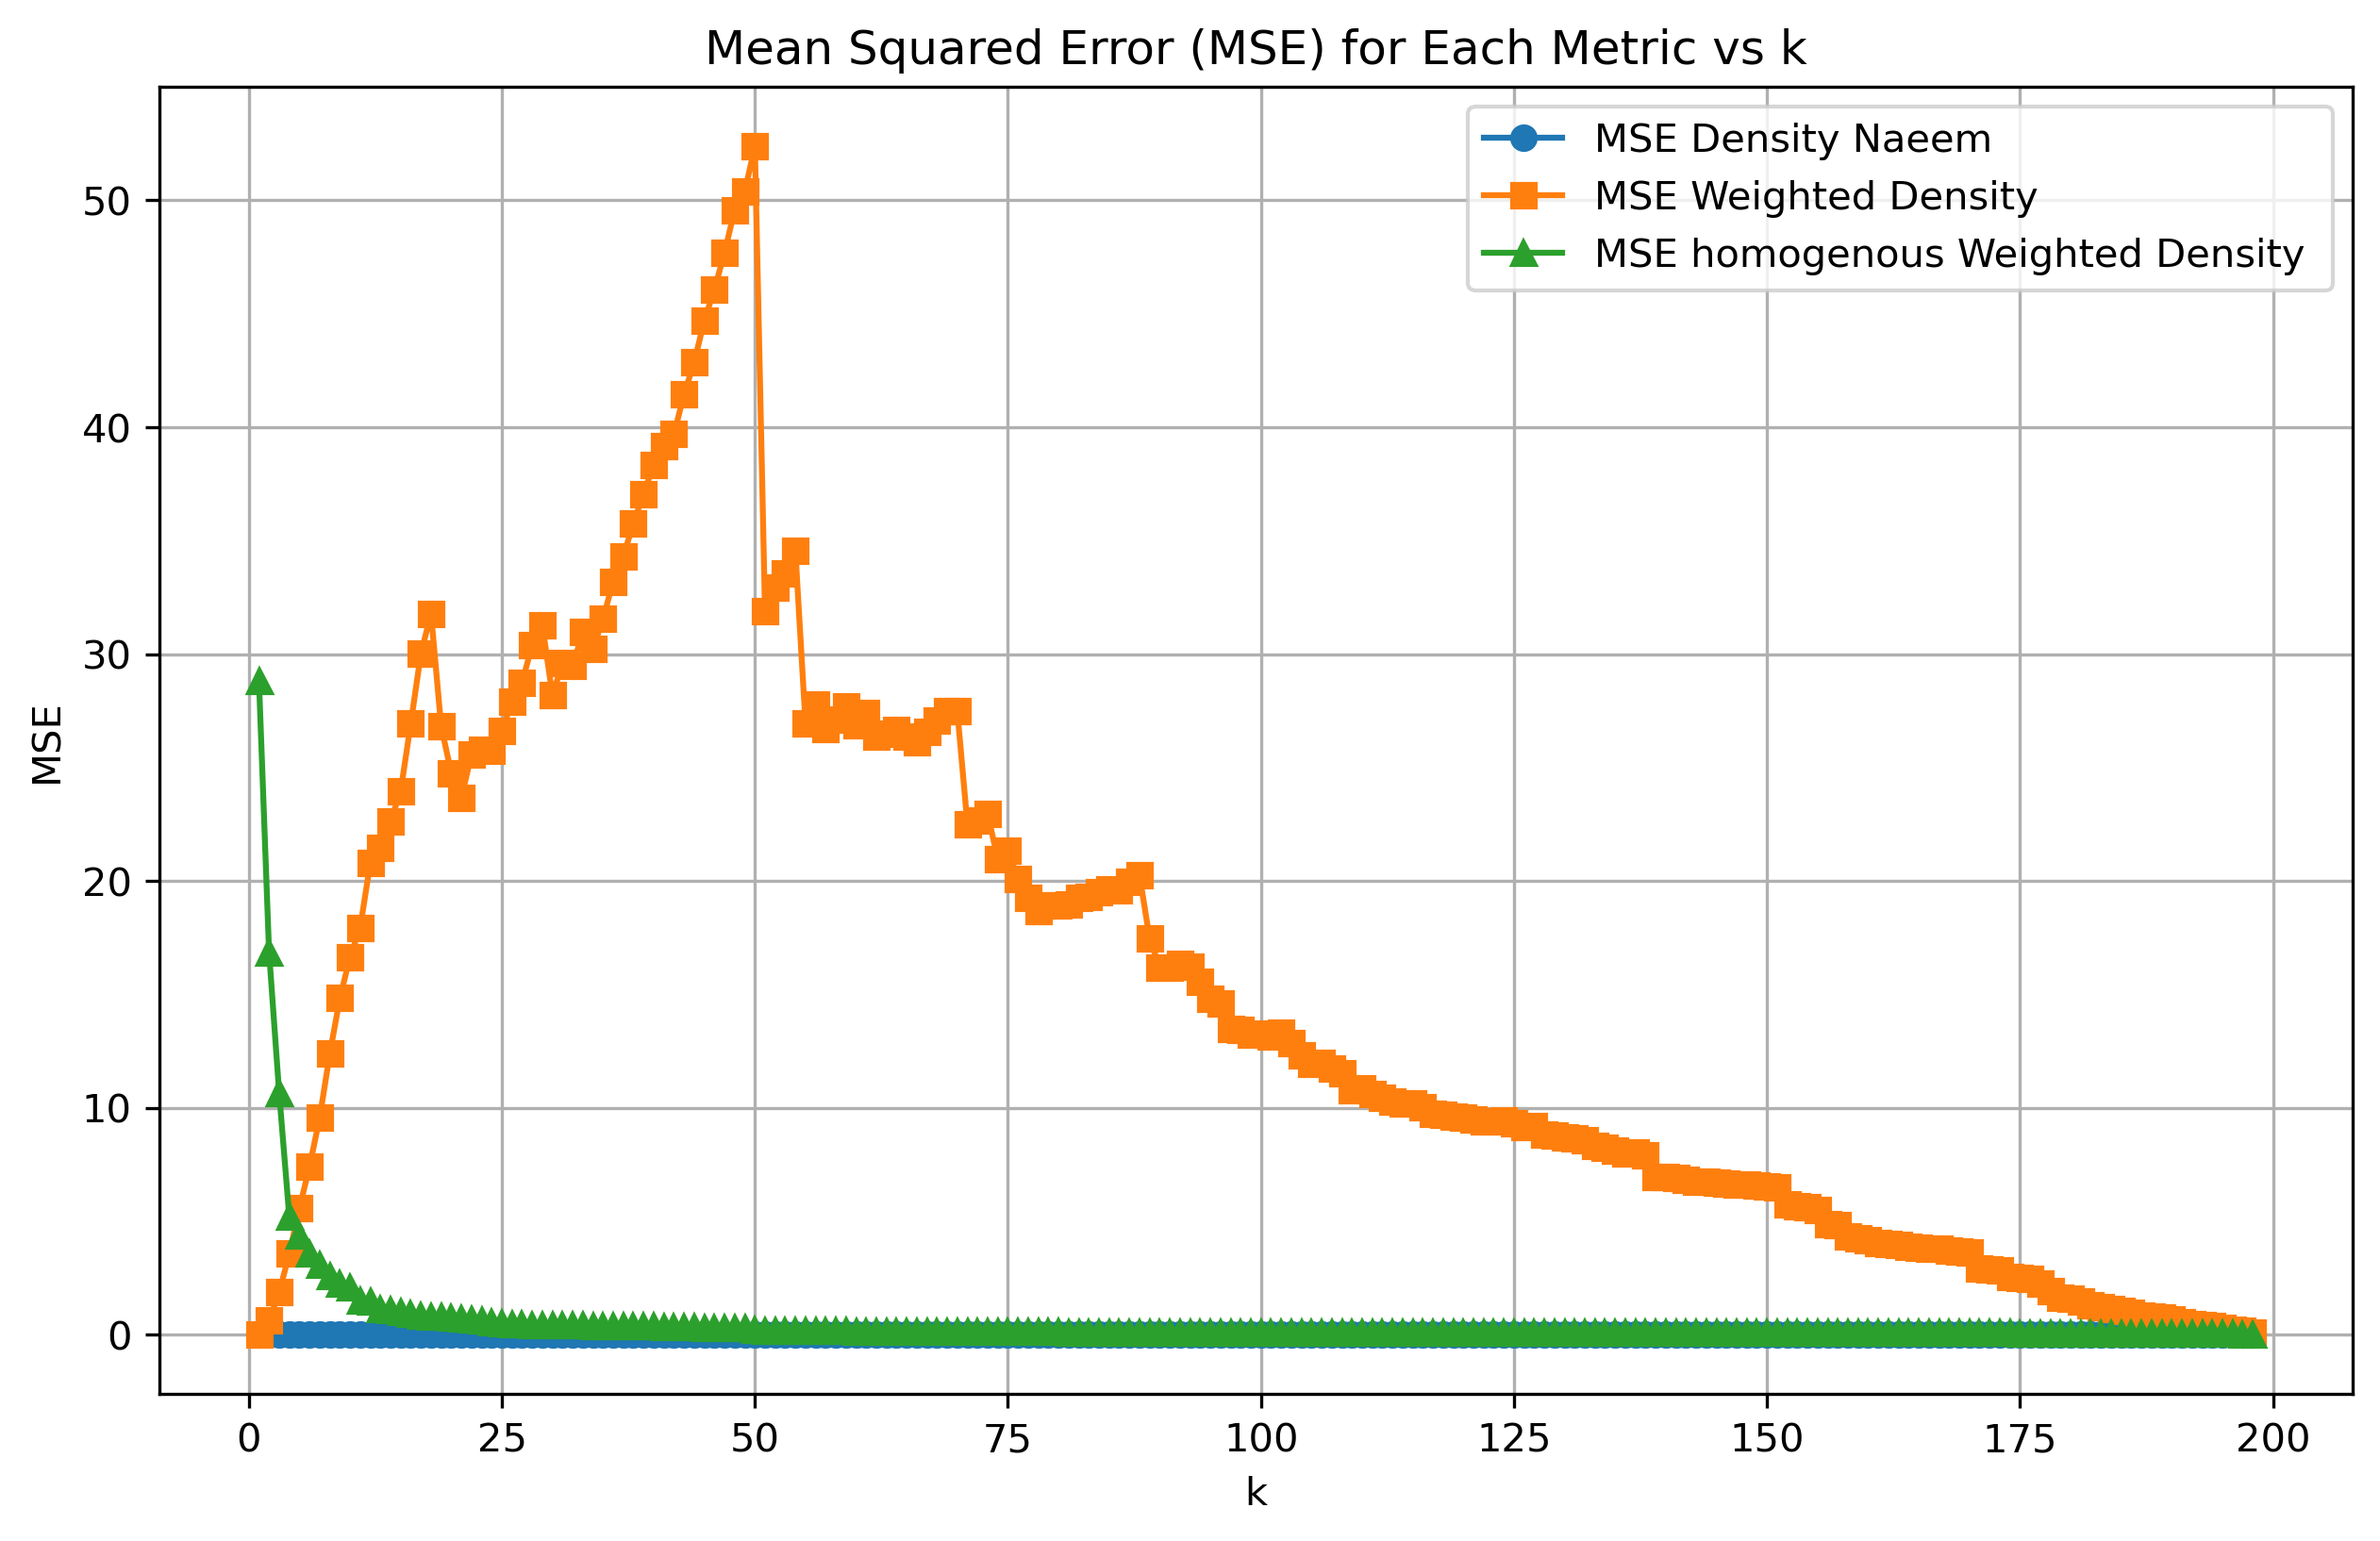 Mean Squared Error (MSE) for Each Metric vs k
MSE Density Naeem
MSE Weighted Density
MSE homogenous Weighted Density
MSE
50
40
30
20
10
0
0 25 50 75 100 125 150 175 200
k